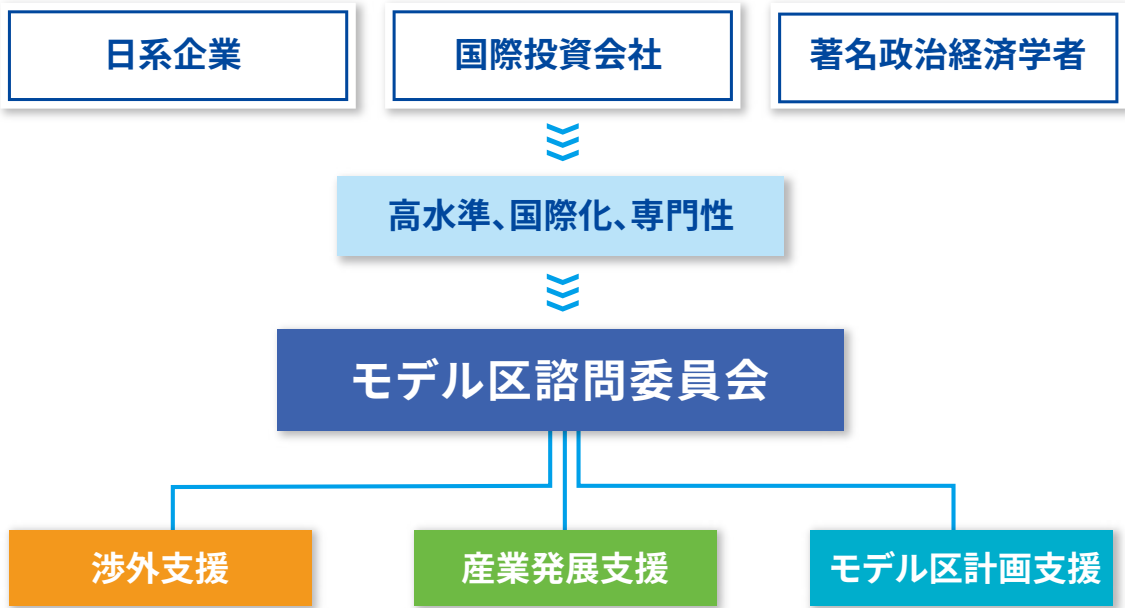 日系企業
国際投資会社
著名政治経済学者
高水準、国際化、専門性
モデル区諮問委員会
渉外支援
産業発展支援
モデル区計画支援